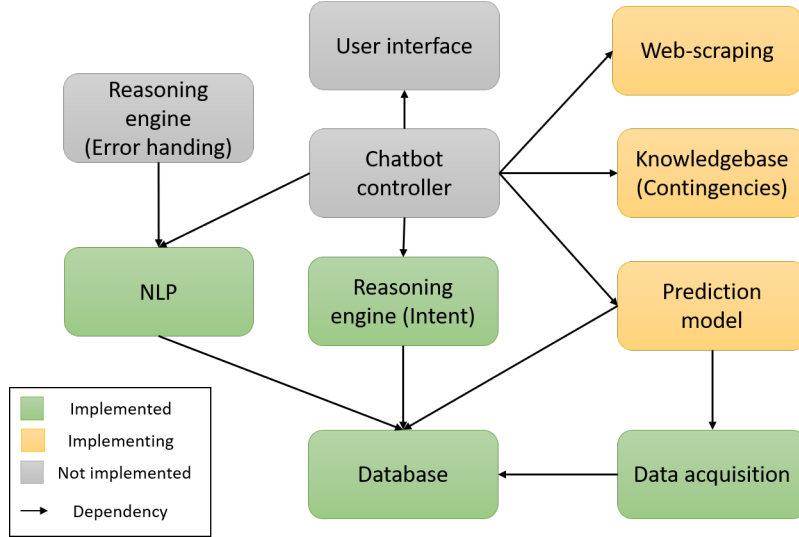 User interface
Web-scraping
Reasoning
engine
(Error handing)
Chatbot
controller
Knowledgebase
(Contingencies)
NLP
Reasoning
engine (Intent)
Prediction
model
Implemented
Implementing
Not implemented
Dependency
Database
Data acquisition